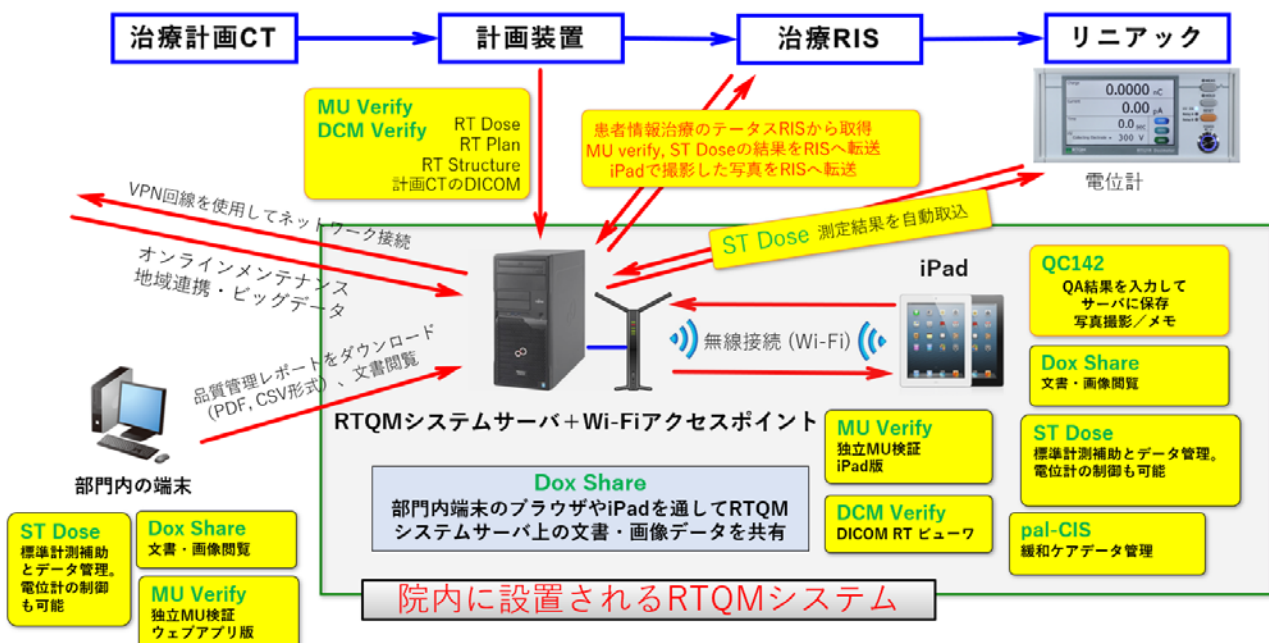 治療計画CT
計画装置
治療RIS
リニアック
MU Verify
DCM Verify
RT Dose
RT Plan
RT Structure
計画CTのDICOM
患者情報治療のテータスRISから取得
MU verify, ST Doseの結果をRISへ転送
iPadで撮影した写真をRISへ転送
0.0000 nC
0.00 pA
0.0 sec
300 V
RTQM
電位計
VPN回線を使用してネットワーク接続
オンラインメンテナンス
地域連携・ビッグデータ
ST Dose 測定結果を自動取込
iPad
QC142
QA結果を入力して
サーバに保存
写真撮影／メモ
無線接続 (Wi-Fi)
Dox Share
文書・画像閲覧
品質管理レポートをダウンロード
（PDF, CSV形式）、文書閲覧
RTQMシステムサーバ＋Wi-Fiアクセスポイント
MU Verify
独立MU検証
iPad版
ST Dose
標準計測補助とデータ管理。
電位計の制御も可能
部門内の端末
Dox Share
部門内端末のブラウザやiPadを通してRTQM
システムサーバ上の文書・画像データを共有
DCM Verify
DICOM RT ビューワ
pal-CIS
緩和ケアデータ管理
ST Dose
標準計測補助
とデータ管理。
電位計の制御
も可能
Dox Share
文書・画像閲覧
MU Verify
独立MU検証
ウェブアプリ版
院内に設置されるRTQMシステム